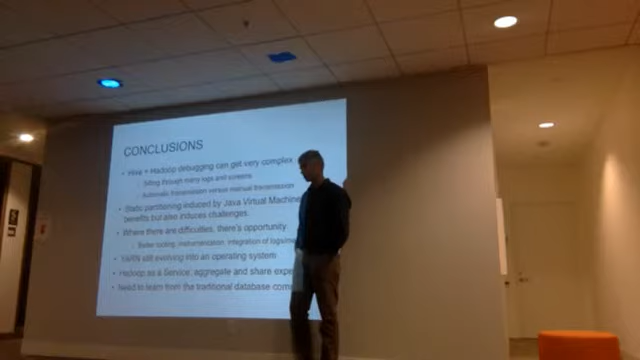 CONCLUSIONS
• Hive + Hadoop debugging can get very complex
Sifting through many logs and screens
Automatic transmission versus manual transmission
• Static partitioning induced by Java Virtual Machine
benefits but also induces challenges.
• Where there are difficulties, there's opportunity
Better tooling, instrumentation, integration of logs/me
• YARN still evolving into an operating system
• Hadoop as a Service: aggregate and share expe
• Need to learn from the traditional database com